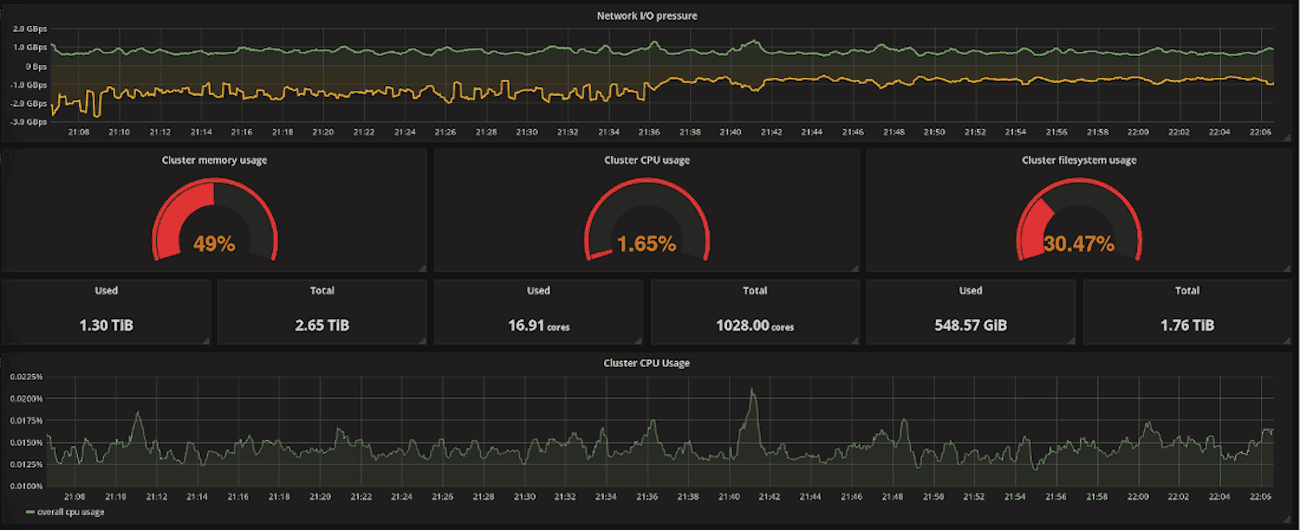 Network I/O pressure
2.0 GBps
1.0 GBps
0 Bps
-1.0 GBps
-2.0 GBps
-3.0 GBps
21:08 21:10 21:12 21:14 21:16 21:18 21:20 21:22 21:24 21:26 21:28 21:30 21:32 21:34 21:36 21:38 21:40 21:42 21:44 21:46 21:48 21:50 21:52 21:54 21:56 21:58 22:00 22:02 22:04 22:06
Cluster memory usage Cluster CPU usage Cluster filesystem usage
49% 1.65% 30.47%
Used Total Used Total Used Total
1.30 TiB 2.65 TiB 16.91 cores 1028.00 cores 548.57 GiB 1.76 TiB
Cluster CPU Usage
0.0225%
0.0200%
0.0175%
0.0150%
0.0125%
0.0100%
21:08 21:10 21:12 21:14 21:16 21:18 21:20 21:22 21:24 21:26 21:28 21:30 21:32 21:34 21:36 21:38 21:40 21:42 21:44 21:46 21:48 21:50 21:52 21:54 21:56 21:58 22:00 22:02 22:04 22:06
overall cpu usage